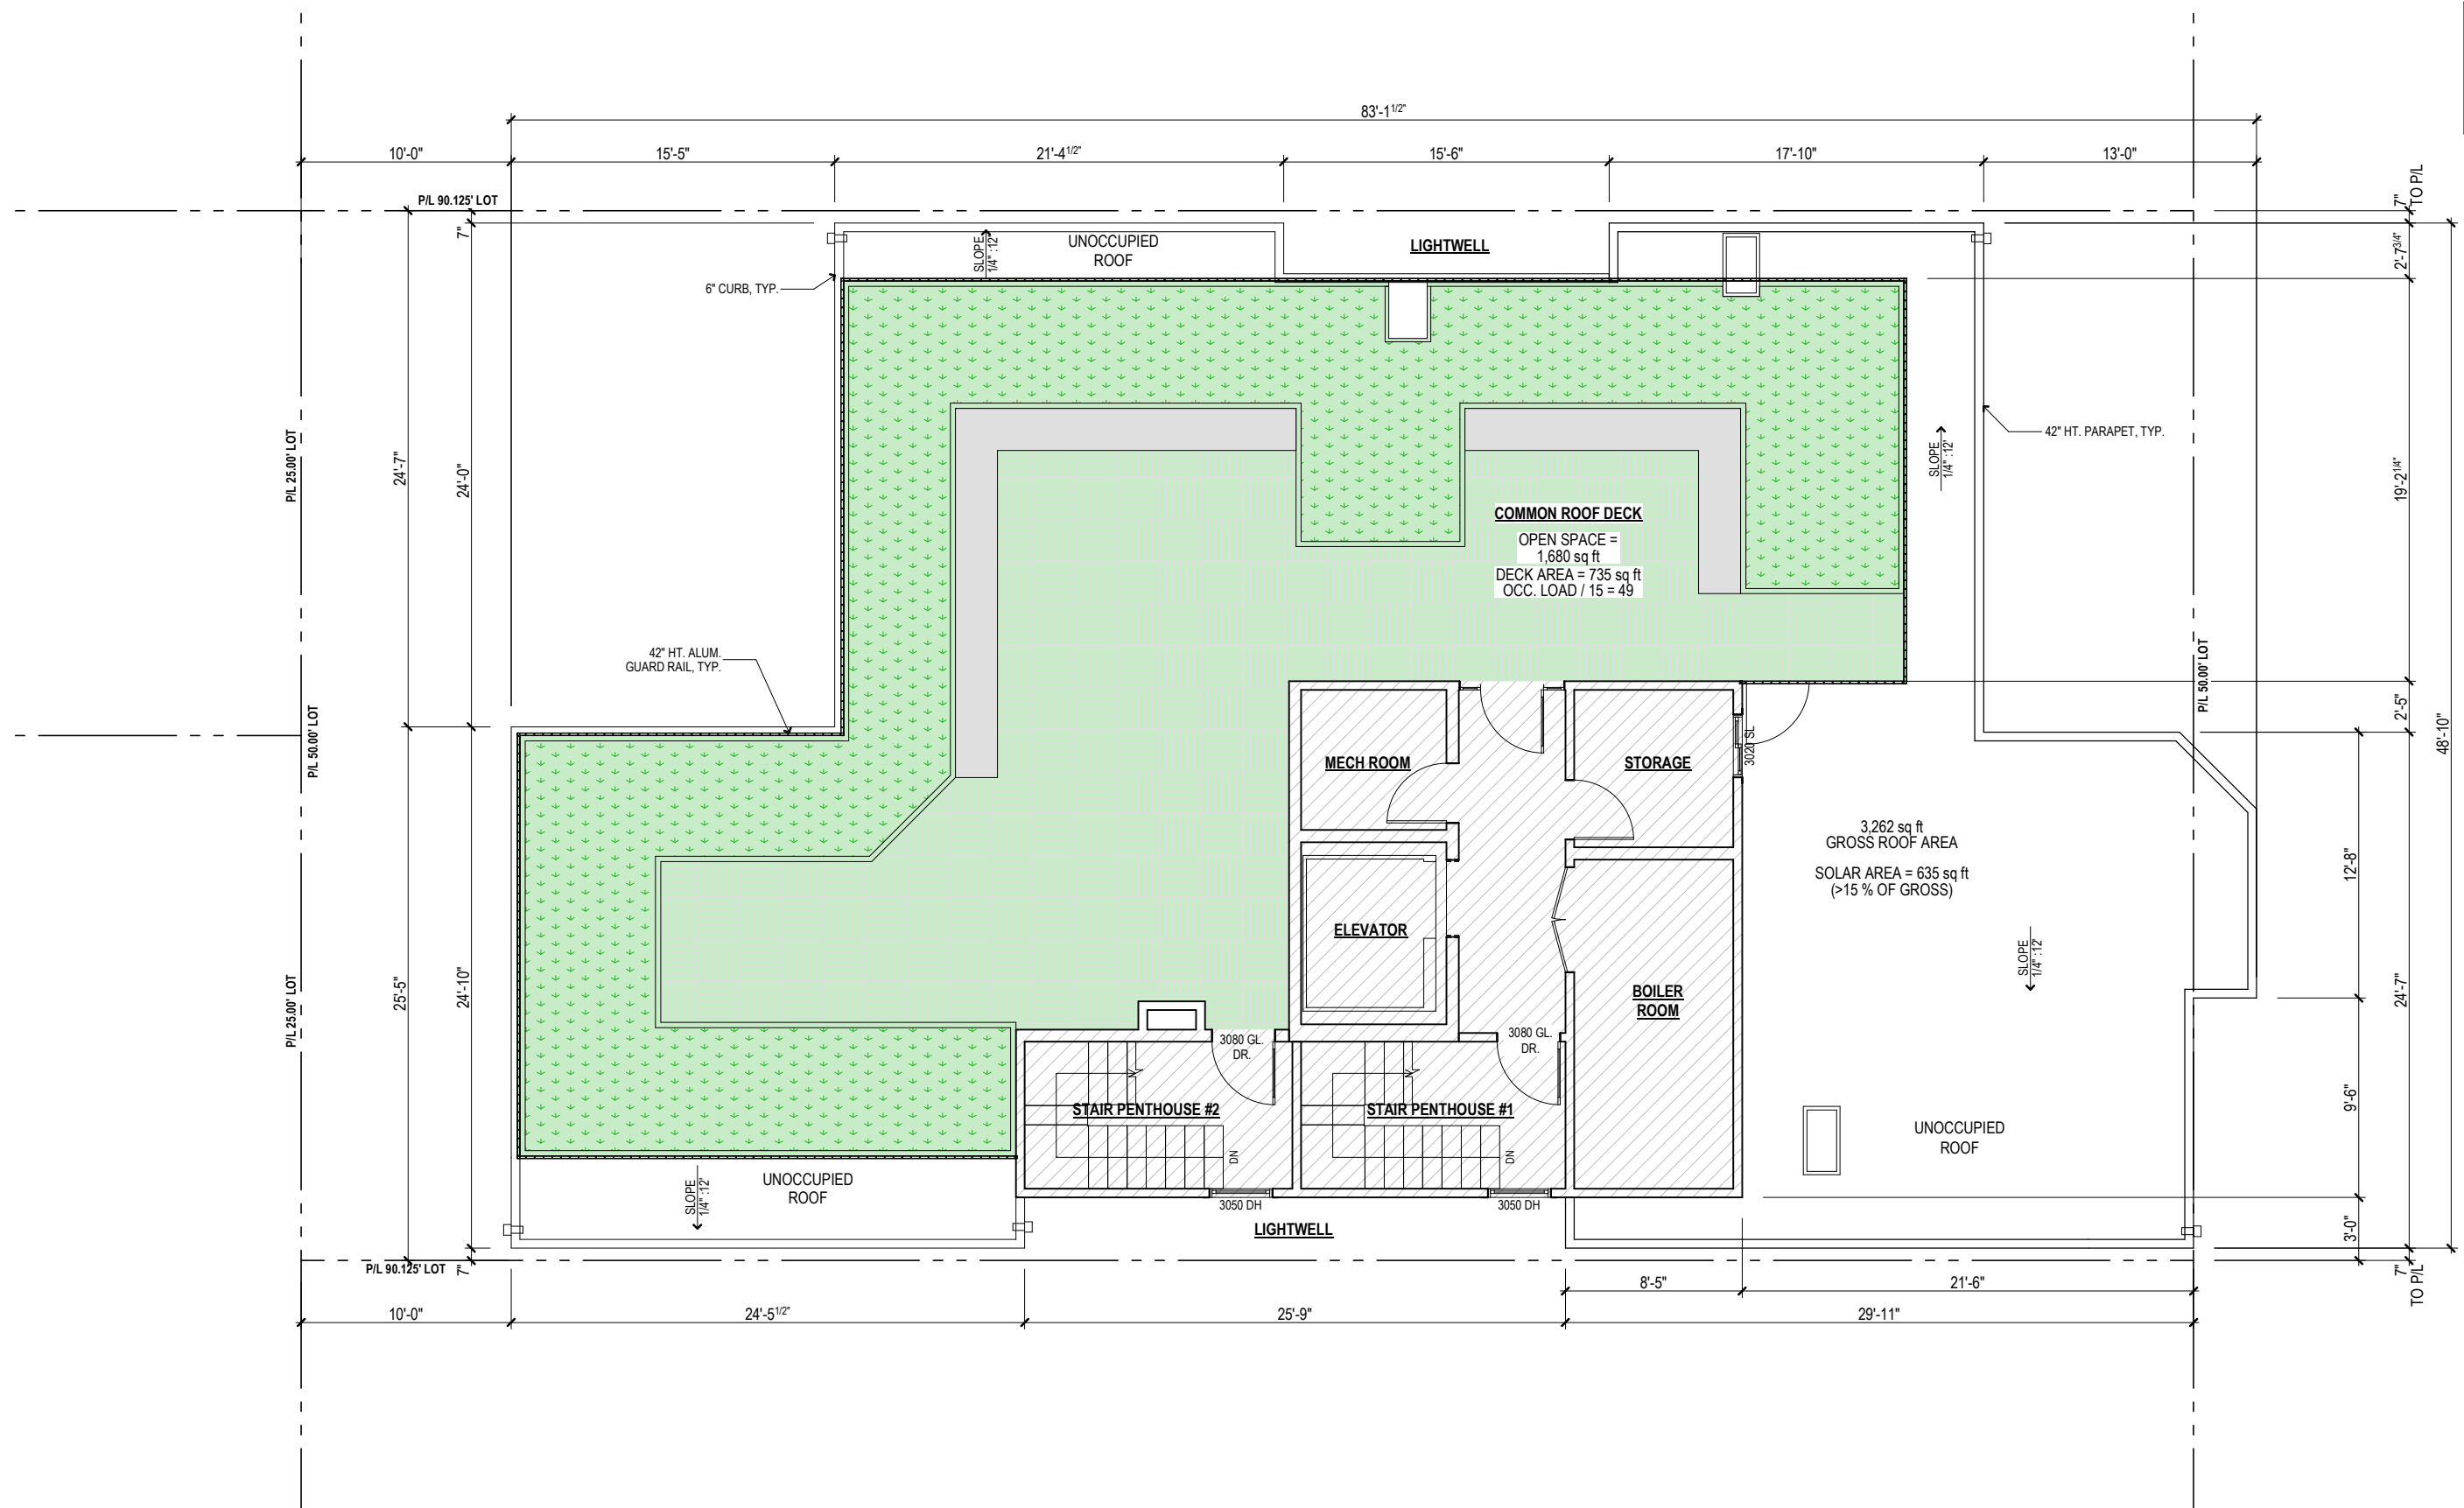 83'-1 1/2"
10'-0"
15'-5"
21'-4 1/2"
15'-6"
17'-10"
13'-0"
P/L 90.125' LOT
7"
TO P/L
7"
UNOCCUPIED
ROOF
SLOPE
1/4" :12'
LIGHTWELL
2'-7 3/4"
6" CURB, TYP.
42" HT. PARAPET, TYP.
SLOPE
1/4" :12'
P/L 25.00' LOT
24'-7"
24'-0"
19'-2 1/4"
COMMON ROOF DECK
OPEN SPACE =
1,680 sq ft
DECK AREA = 735 sq ft
OCC. LOAD / 15 = 49
42" HT. ALUM.
GUARD RAIL, TYP.
P/L 50.00' LOT
P/L 50.00' LOT
2'-5"
48'-10"
MECH ROOM
STORAGE
3020 SL
3,262 sq ft
GROSS ROOF AREA
SOLAR AREA = 635 sq ft
(>15 % OF GROSS)
12'-8"
ELEVATOR
SLOPE
1/4" :12'
P/L 25.00' LOT
25'-5"
24'-10"
24'-7"
BOILER
ROOM
3080 GL.
DR.
3080 GL.
DR.
STAIR PENTHOUSE #2
STAIR PENTHOUSE #1
DN
DN
9'-6"
UNOCCUPIED
ROOF
UNOCCUPIED
ROOF
SLOPE
1/4" :12'
3050 DH
3050 DH
LIGHTWELL
3'-0"
P/L 90.125' LOT
7"
7"
TO P/L
8'-5"
21'-6"
10'-0"
24'-5 1/2"
25'-9"
29'-11"